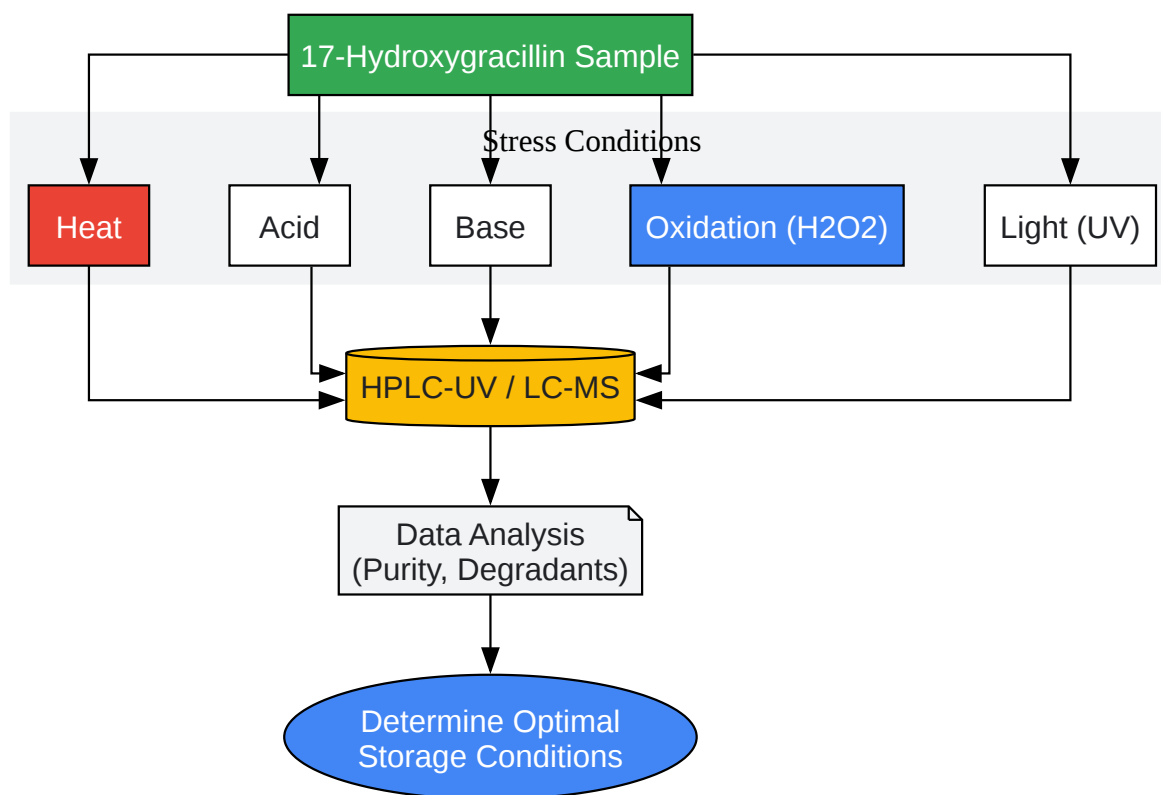 17-Hydroxygracillin Sample
Stress Conditions
Heat
Acid
Base
Oxidation (H2O2)
Light (UV)
HPLC-UV / LC-MS
Data Analysis
(Purity, Degradants)
Determine Optimal
Storage Conditions